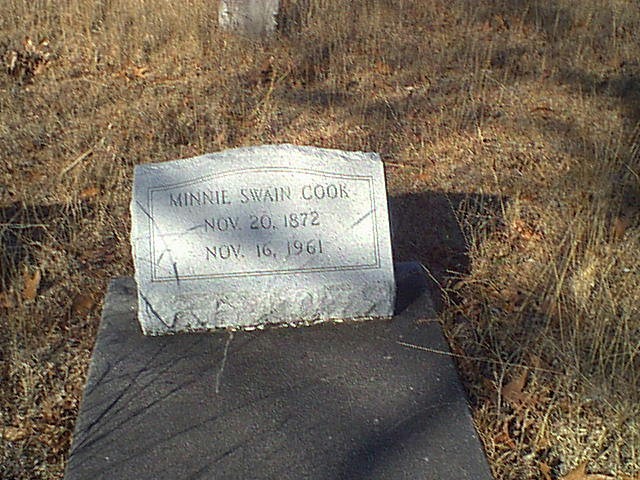 MINNIE SWAIN COOK
NOV. 20, 1872
NOV. 16, 1961